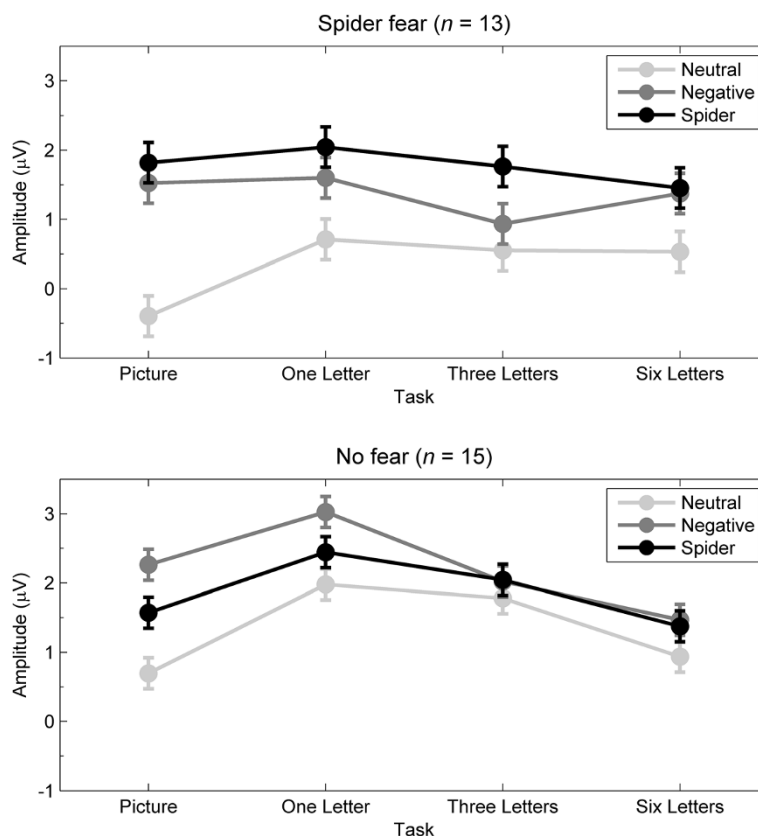 Spider fear (n = 13)
Neutral
Negative
Spider
3
2
1
0
-1
Amplitude (μV)
Picture One Letter Three Letters Six Letters
Task
No fear (n = 15)
Neutral
Negative
Spider
3
2
1
0
-1
Amplitude (μV)
Picture One Letter Three Letters Six Letters
Task